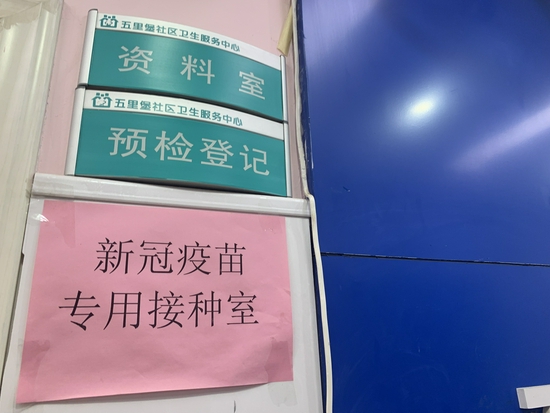 五里堡社区卫生服务中心
资料室
五里堡社区卫生服务中心
预检登记
新冠疫苗
专用接种室